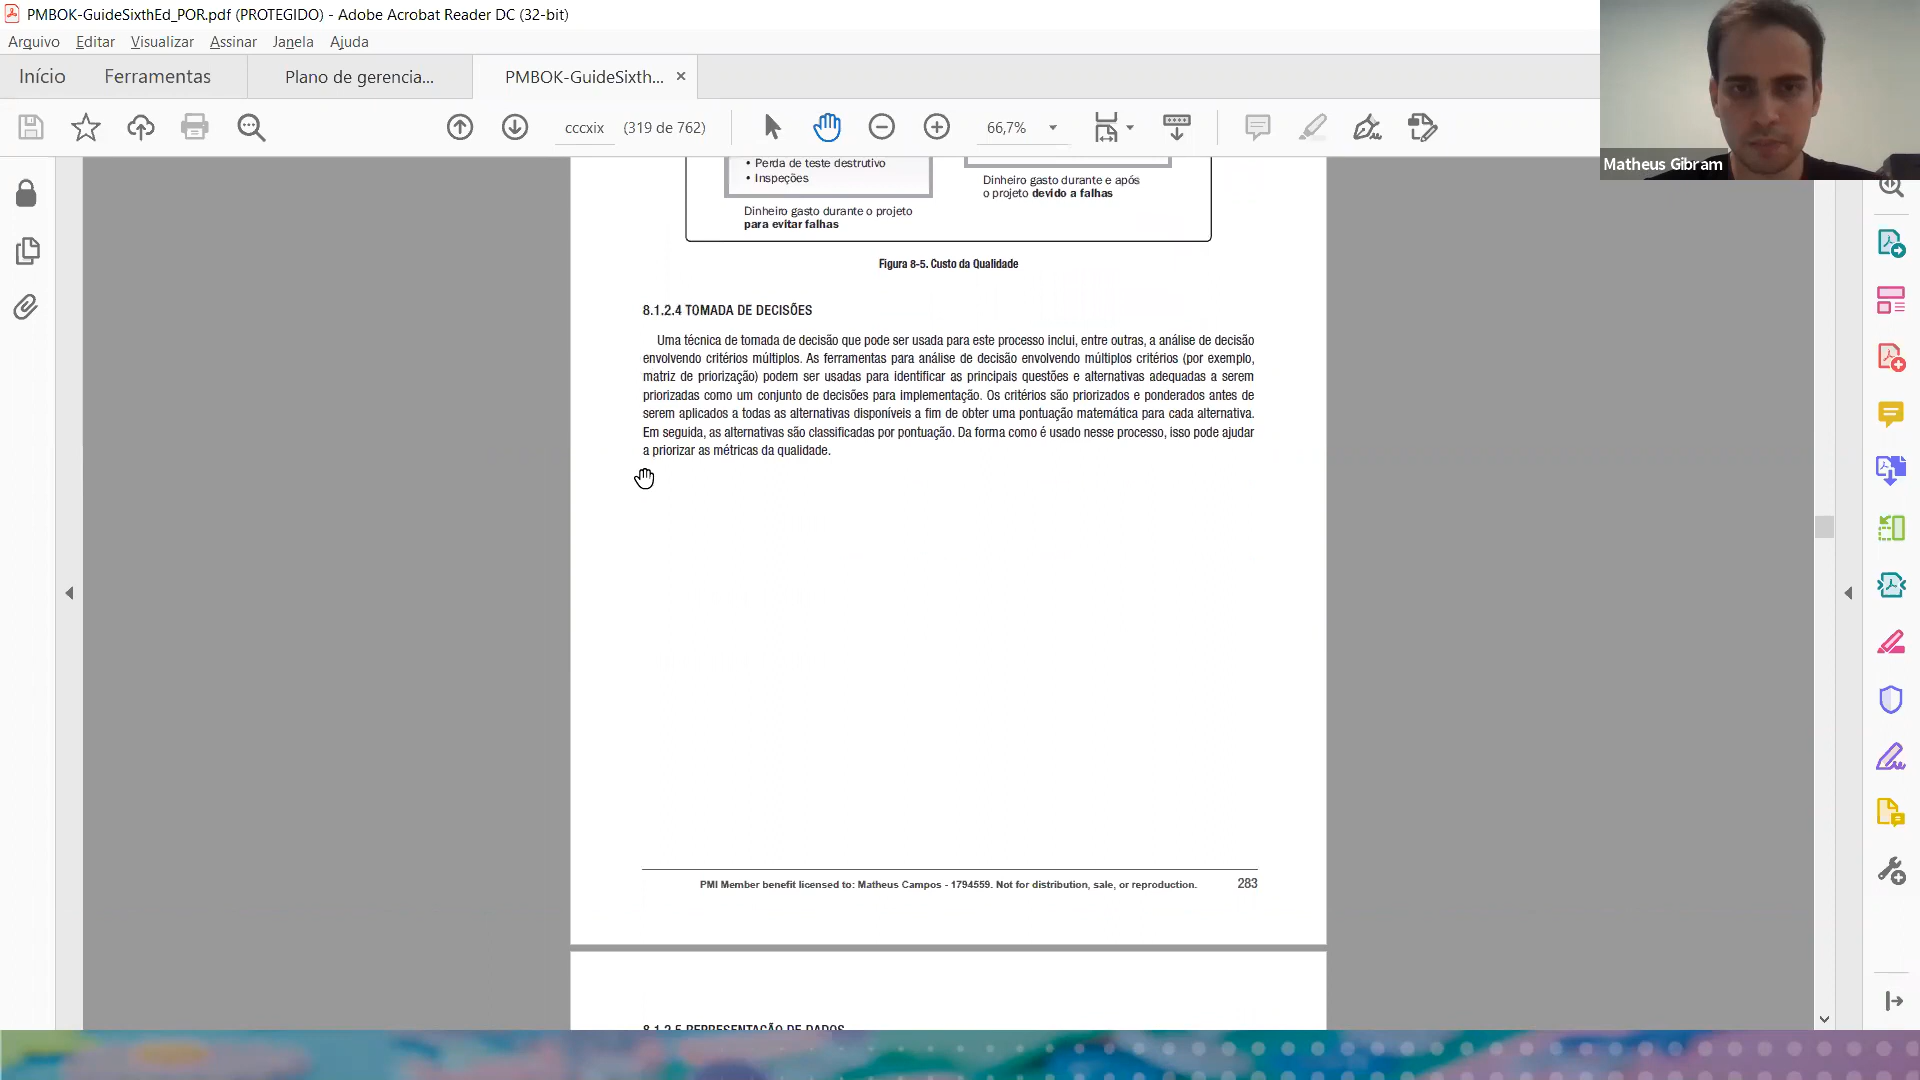 PMBOK-GuideSixthEd_POR.pdf (PROTEGIDO) - Adobe Acrobat Reader DC (32-bit)
Arquivo Editar Visualizar Assinar Janela Ajuda
Início Ferramentas Plano de gerencia... PMBOK-GuideSixth...
cccxix (319 de 762) 66,7%
Matheus Gibram
• Perda de teste destrutivo
• Inspeções
Dinheiro gasto durante o projeto
para evitar falhas
Dinheiro gasto durante e após
o projeto devido a falhas
Figura 8-5. Custo da Qualidade
8.1.2.4 TOMADA DE DECISÕES
Uma técnica de tomada de decisão que pode ser usada para este processo inclui, entre outras, a análise de decisão
envolvendo critérios múltiplos. As ferramentas para análise de decisão envolvendo múltiplos critérios (por exemplo,
matriz de priorização) podem ser usadas para identificar as principais questões e alternativas adequadas a serem
priorizadas como um conjunto de decisões para implementação. Os critérios são priorizados e ponderados antes de
serem aplicados a todas as alternativas disponíveis a fim de obter uma pontuação matemática para cada alternativa.
Em seguida, as alternativas são classificadas por pontuação. Da forma como é usado nesse processo, isso pode ajudar
a priorizar as métricas da qualidade.
PMI Member benefit licensed to: Matheus Campos - 1794559. Not for distribution, sale, or reproduction. 283
8.1.2.5 REPRESENTAÇÃO DE DADOS